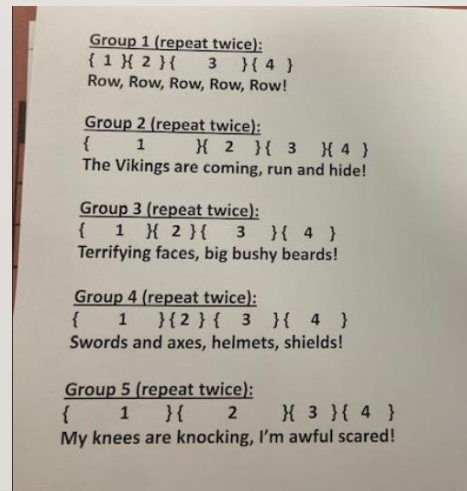 Group 1 (repeat twice):
{ 1 }{ 2 }{ 3 }{ 4 }
Row, Row, Row, Row, Row!
Group 2 (repeat twice):
{ 1 }{ 2 }{ 3 }{ 4 }
The Vikings are coming, run and hide!
Group 3 (repeat twice):
{ 1 }{ 2 }{ 3 }{ 4 }
Terrifying faces, big bushy beards!
Group 4 (repeat twice):
{ 1 }{ 2 }{ 3 }{ 4 }
Swords and axes, helmets, shields!
Group 5 (repeat twice):
{ 1 }{ 2 }{ 3 }{ 4 }
My knees are knocking, I'm awful scared!